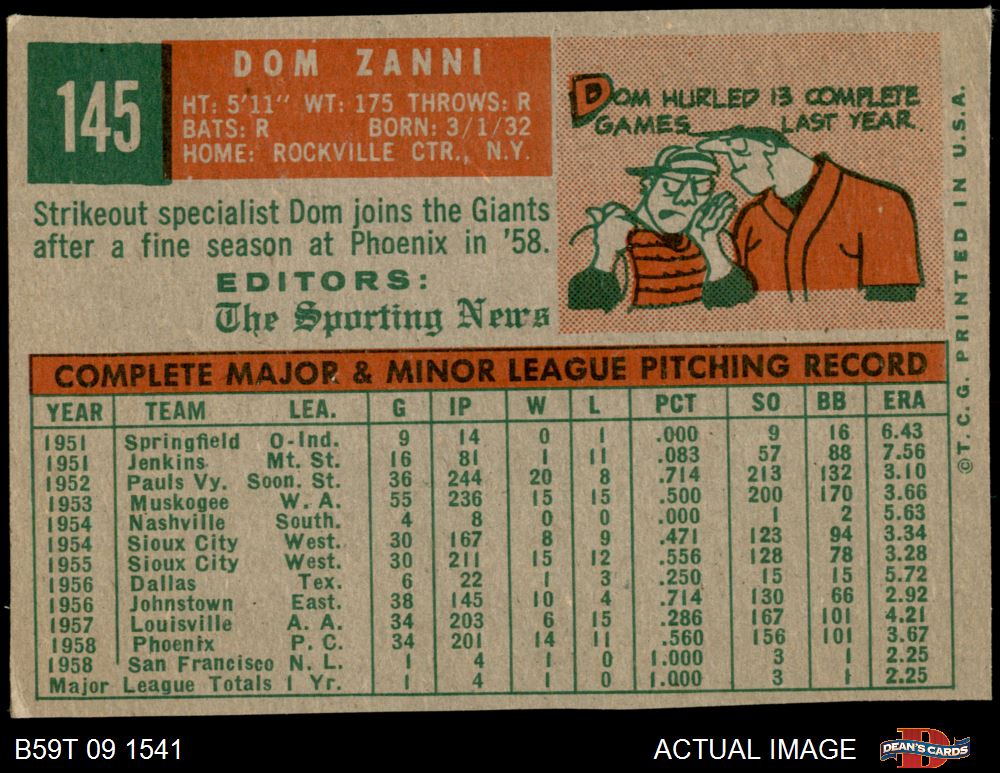 145
DOM ZANNI
HT: 5'11" WT: 175 THROWS: R
BATS: R BORN: 3/1/32
HOME: ROCKVILLE CTR., N.Y.
DOM HURLED 13 COMPLETE
GAMES LAST YEAR.
Strikeout specialist Dom joins the Giants
after a fine season at Phoenix in '58.
EDITORS:
The Sporting News
COMPLETE MAJOR & MINOR LEAGUE PITCHING RECORD
YEAR TEAM LEA. G IP W L PCT SO BB ERA
1951 Springfield O-Ind. 9 14 0 1 .000 9 16 6.43
1951 Jenkins Mt. St. 16 81 1 11 .083 57 88 7.56
1952 Pauls Vy. Soon. St. 36 244 20 8 .714 213 132 3.10
1953 Muskogee W. A. 55 236 15 15 .500 200 170 3.66
1954 Nashville South. 4 8 0 0 .000 1 2 5.63
1954 Sioux City West. 30 167 8 9 .471 123 94 3.34
1955 Sioux City West. 30 211 15 12 .556 128 78 3.28
1956 Dallas Tex. 6 22 1 3 .250 15 15 5.72
1956 Johnstown East. 38 145 10 4 .714 130 66 2.92
1957 Louisville A. A. 34 203 6 15 .286 167 101 4.21
1958 Phoenix P. C. 34 201 14 11 .560 156 101 3.67
1958 San Francisco N. L. 1 4 1 0 1.000 3 1 2.25
Major League Totals 1 Yr. 1 4 1 0 1.000 3 1 2.25
©T.C.G. PRINTED IN U.S.A.
B59T 09 1541
ACTUAL IMAGE
DEAN'S CARDS